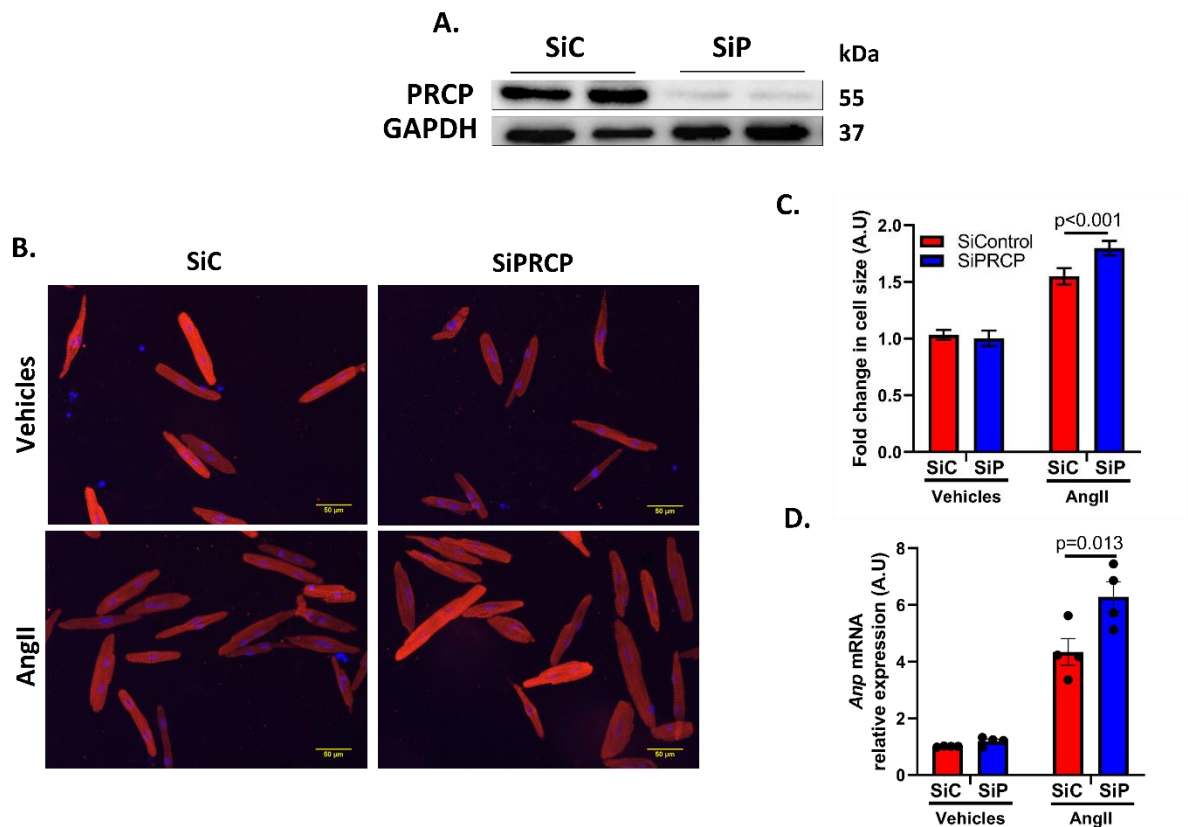 A.
SiC SiP kDa
PRCP 55
GAPDH 37
B.
SiC SiPRCP
Vehicles
50 µm 50 µm
AngII
50 µm 50 µm
C.
Fold change in cell size (A.U)
2.0
1.5
1.0
0.5
0.0
SiControl
SiPRCP
p<0.001
SiC SiP SiC SiP
Vehicles AngII
D.
Anp mRNA
relative expression (A.U)
8
6
4
2
0
p=0.013
SiC SiP SiC SiP
Vehicles AngII